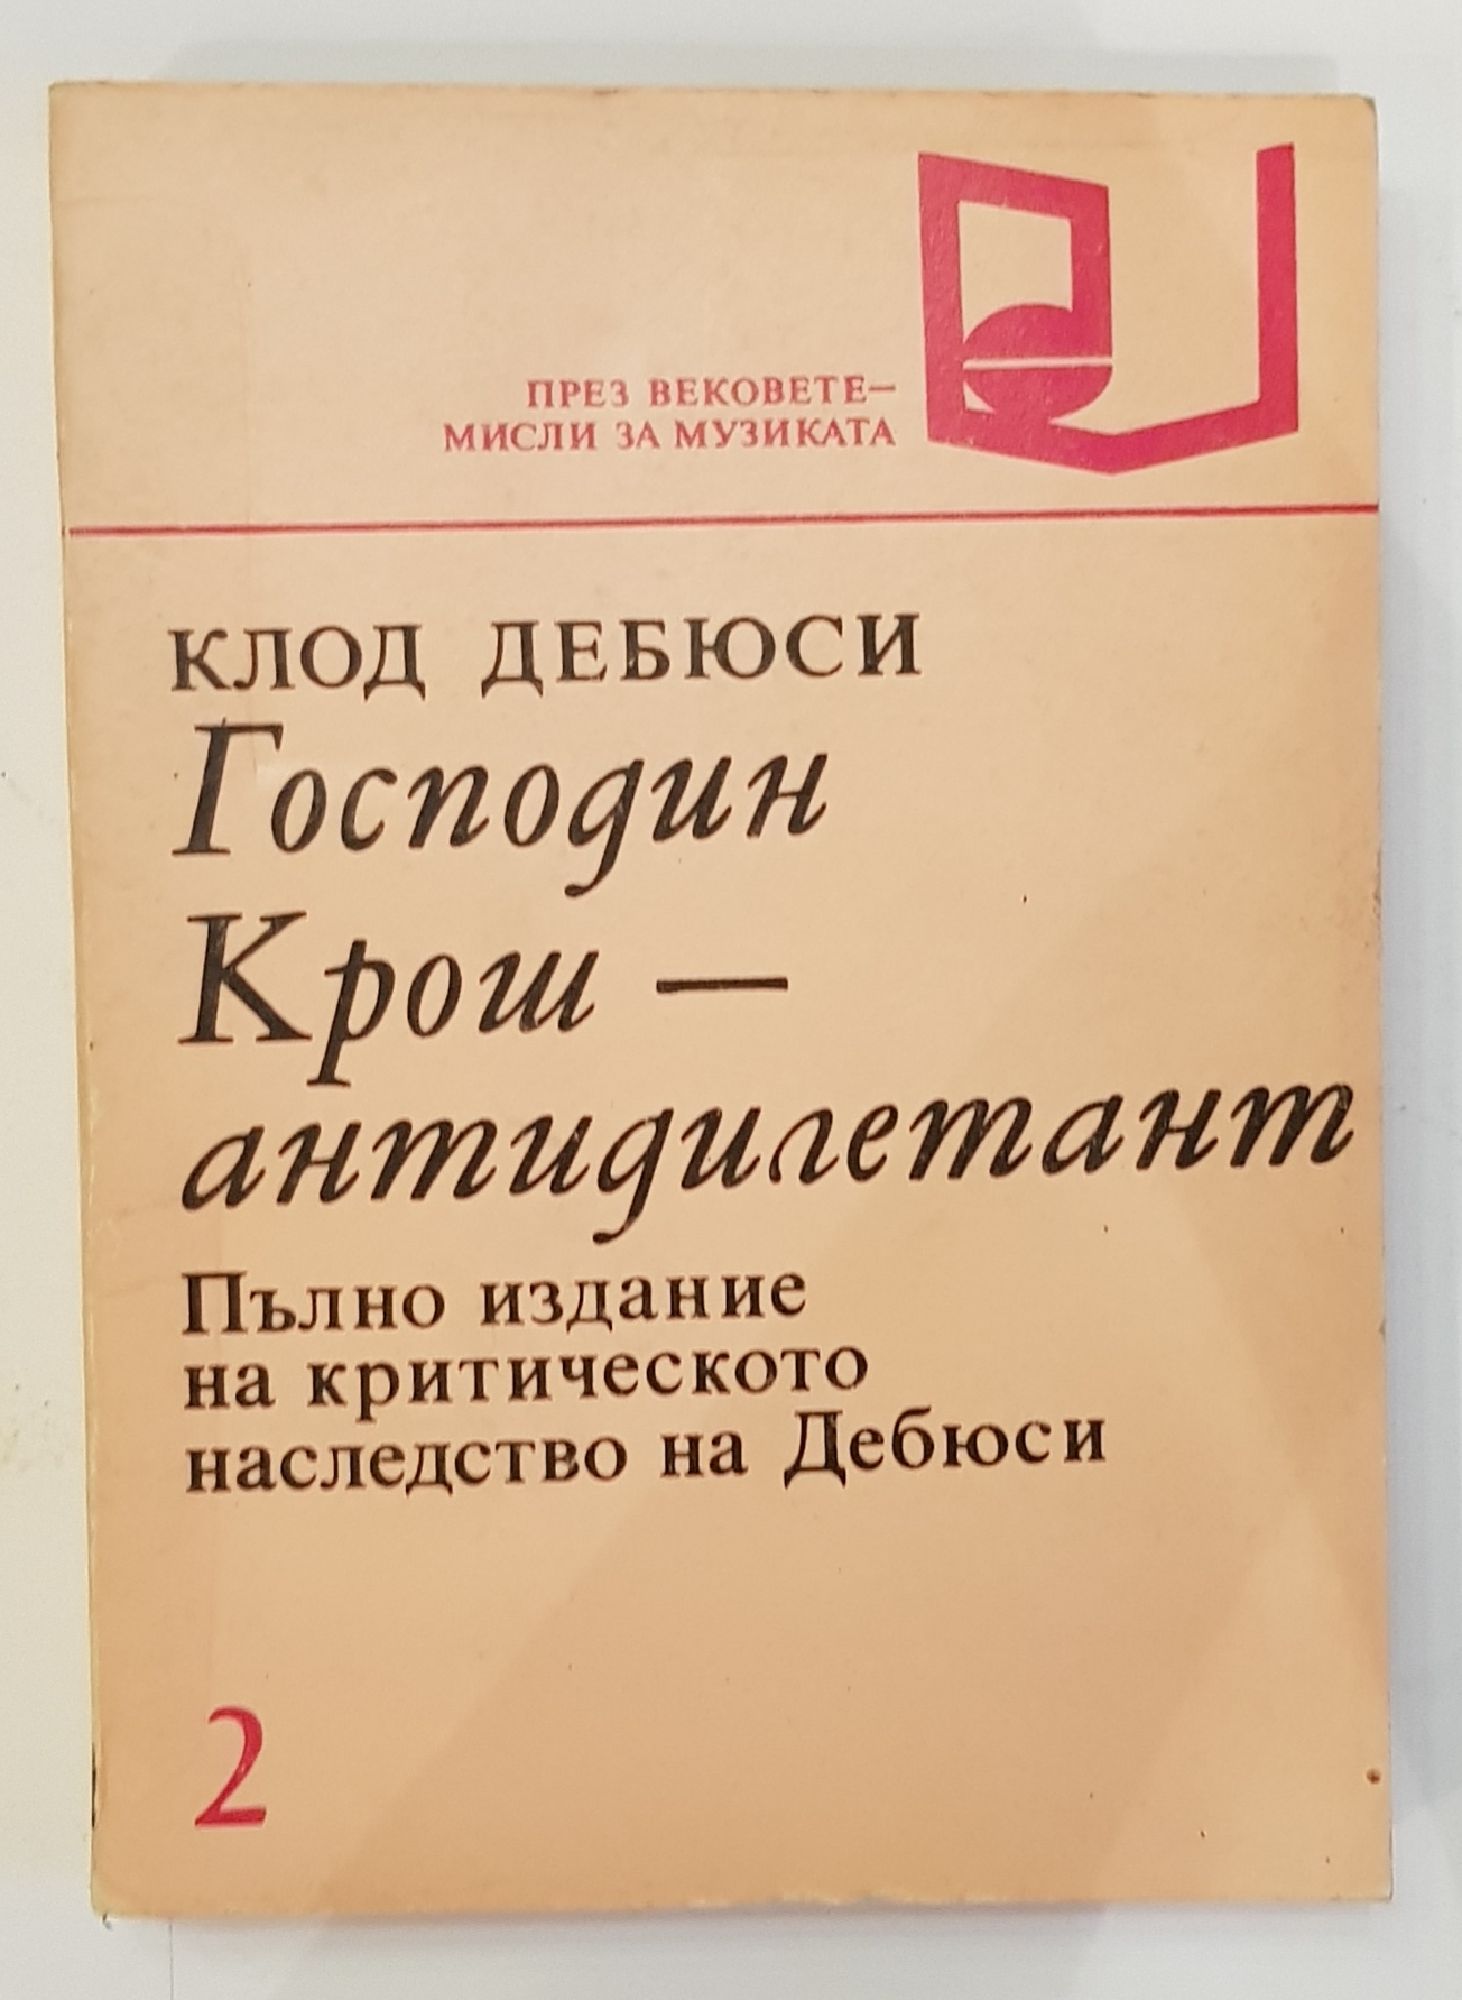 ПРЕЗ ВЕКОВЕТЕ—
МИСЛИ ЗА МУЗИКАТА
КЛОД ДЕБЮСИ
Господин
Крош —
антидилетант
Пълно издание
на критическото
наследство на Дебюси
2